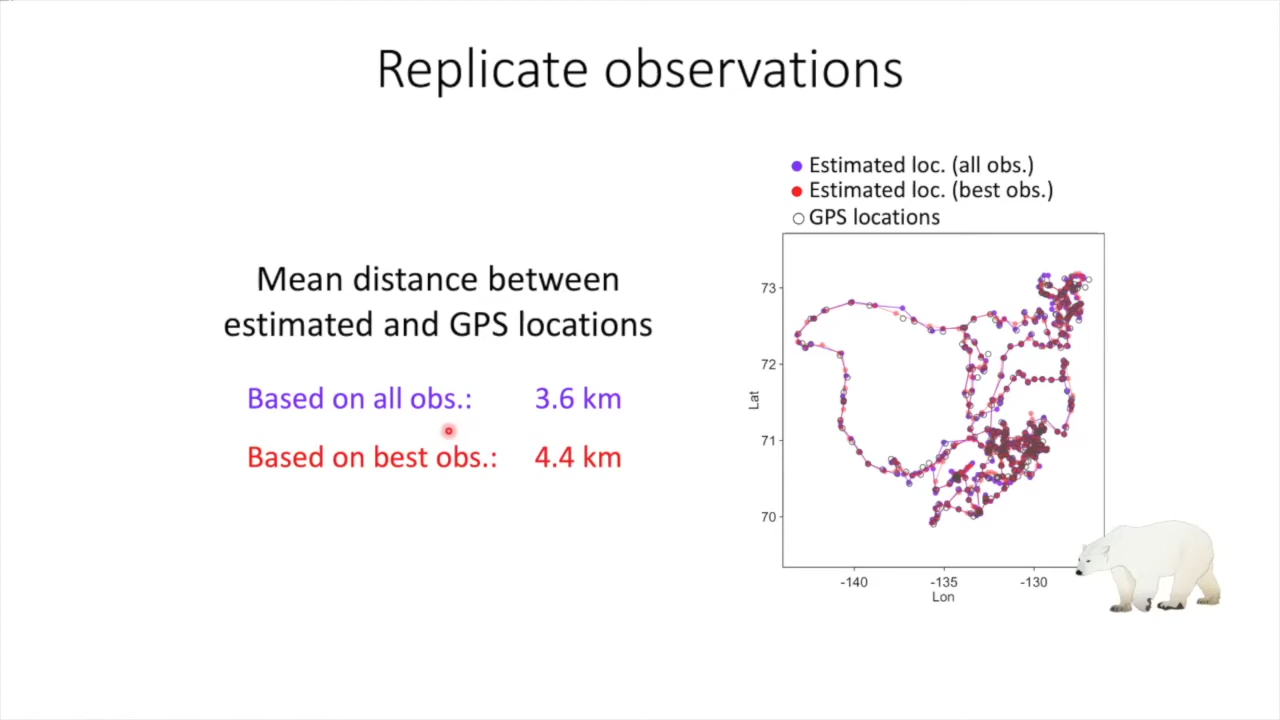 Replicate observations
Estimated loc. (all obs.)
Estimated loc. (best obs.)
GPS locations
Mean distance between
estimated and GPS locations
Based on all obs.: 3.6 km
Based on best obs.: 4.4 km
73
72
71
70
Lat
-140 -135 -130
Lon